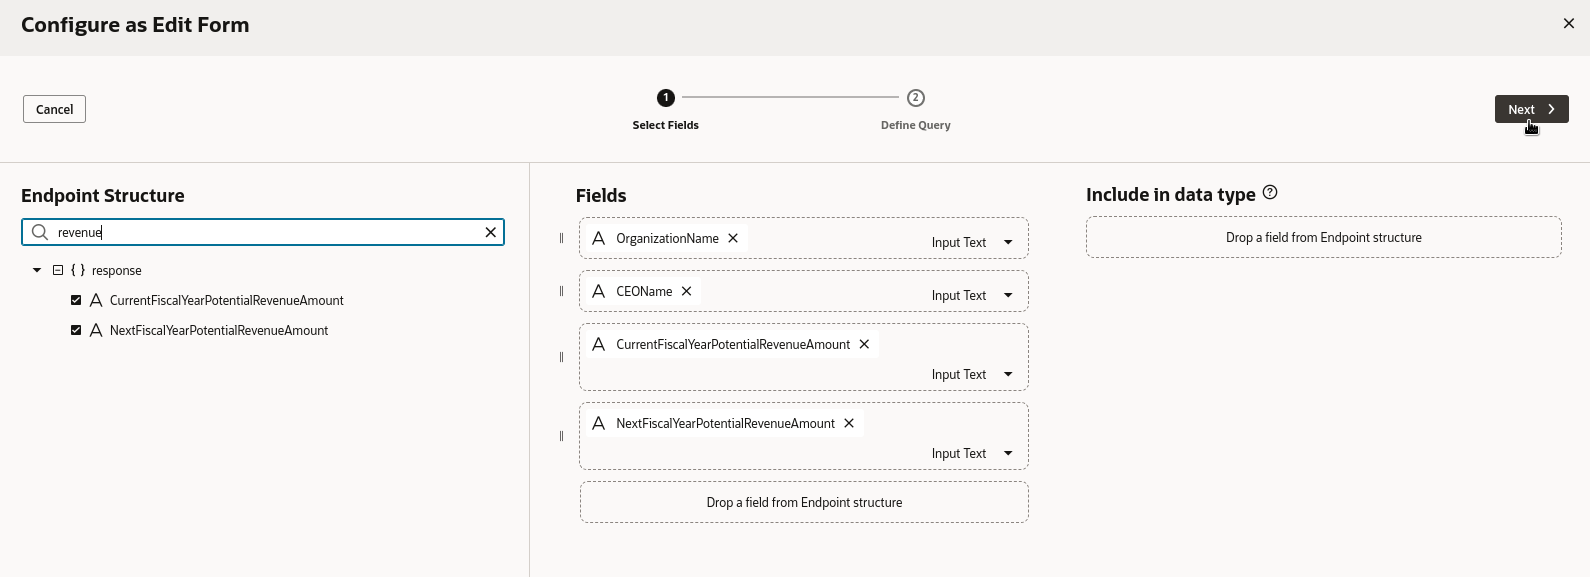 Configure as Edit Form
Cancel
1
2
Select Fields
Define Query
Next
Endpoint Structure
revenue
{ } response
A CurrentFiscalYearPotentialRevenueAmount
A NextFiscalYearPotentialRevenueAmount
Fields
A OrganizationName
Input Text
A CEOName
Input Text
A CurrentFiscalYearPotentialRevenueAmount
Input Text
A NextFiscalYearPotentialRevenueAmount
Input Text
Drop a field from Endpoint structure
Include in data type ?
Drop a field from Endpoint structure